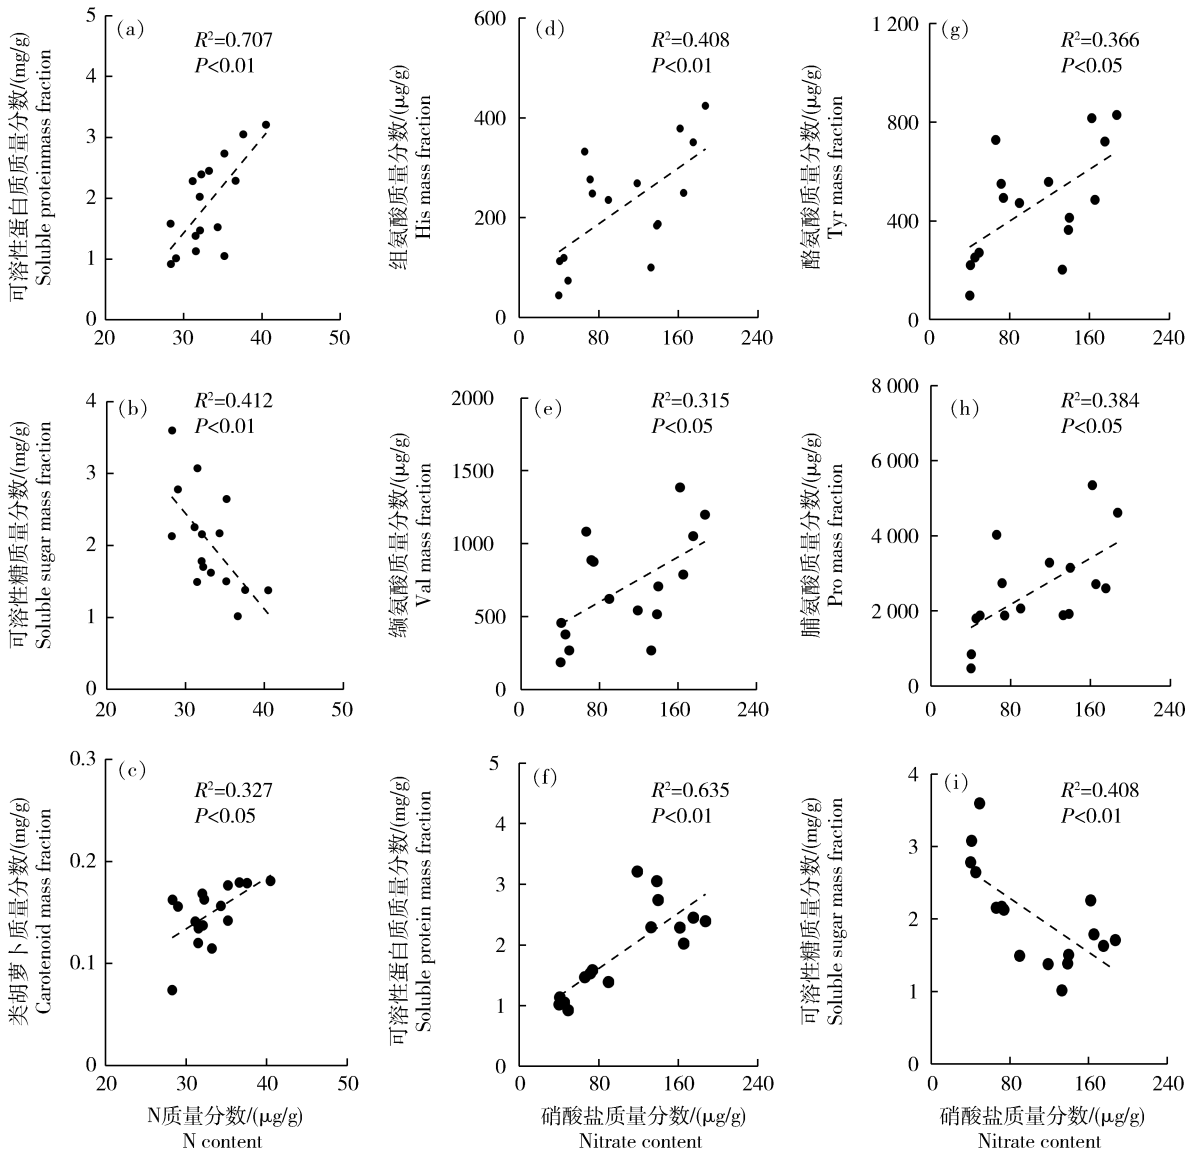 (a)
R²=0.707
P<0.01
可溶性蛋白质质量分数/(mg/g)
Soluble proteinmass fraction
5
4
3
2
1
0
20 30 40 50
(d)
R²=0.408
P<0.01
组氨酸质量分数/(μg/g)
His mass fraction
600
400
200
0
0 80 160 240
(g)
R²=0.366
P<0.05
酪氨酸质量分数/(μg/g)
Tyr mass fraction
1 200
800
400
0
0 80 160 240
(b)
R²=0.412
P<0.01
可溶性糖质量分数/(mg/g)
Soluble sugar mass fraction
4
3
2
1
0
20 30 40 50
(e)
R²=0.315
P<0.05
缬氨酸质量分数/(μg/g)
Val mass fraction
2000
1500
1000
500
0
0 80 160 240
(h)
R²=0.384
P<0.05
脯氨酸质量分数/(μg/g)
Pro mass fraction
8 000
6 000
4 000
2 000
0
0 80 160 240
(c)
R²=0.327
P<0.05
类胡萝卜质量分数/(mg/g)
Carotenoid mass fraction
0.3
0.2
0.1
0
20 30 40 50
N质量分数/(μg/g)
N content
(f)
R²=0.635
P<0.01
可溶性蛋白质质量分数/(mg/g)
Soluble protein mass fraction
5
4
3
2
1
0
0 80 160 240
硝酸盐质量分数/(μg/g)
Nitrate content
(i)
R²=0.408
P<0.01
可溶性糖质量分数/(mg/g)
Soluble sugar mass fraction
4
3
2
1
0
0 80 160 240
硝酸盐质量分数/(μg/g)
Nitrate content